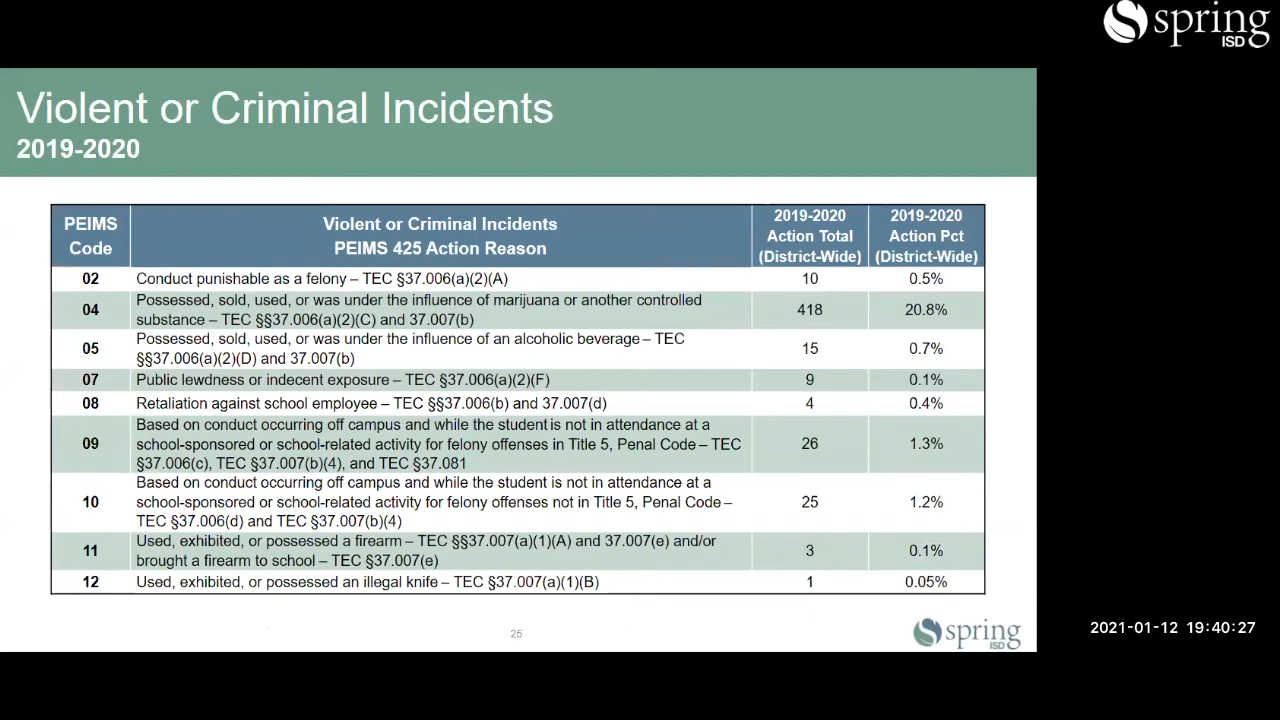 spring
ISD
Violent or Criminal Incidents
2019-2020
PEIMS
Code
Violent or Criminal Incidents
PEIMS 425 Action Reason
2019-2020
Action Total
(District-Wide)
2019-2020
Action Pct
(District-Wide)
02 Conduct punishable as a felony – TEC §37.006(a)(2)(A) 10 0.5%
04 Possessed, sold, used, or was under the influence of marijuana or another controlled
substance – TEC §§37.006(a)(2)(C) and 37.007(b) 418 20.8%
05 Possessed, sold, used, or was under the influence of an alcoholic beverage – TEC
§§37.006(a)(2)(D) and 37.007(b) 15 0.7%
07 Public lewdness or indecent exposure – TEC §37.006(a)(2)(F) 9 0.1%
08 Retaliation against school employee – TEC §§37.006(b) and 37.007(d) 4 0.4%
09 Based on conduct occurring off campus and while the student is not in attendance at a
school-sponsored or school-related activity for felony offenses in Title 5, Penal Code – TEC
§37.006(c), TEC §37.007(b)(4), and TEC §37.081 26 1.3%
10 Based on conduct occurring off campus and while the student is not in attendance at a
school-sponsored or school-related activity for felony offenses not in Title 5, Penal Code –
TEC §37.006(d) and TEC §37.007(b)(4) 25 1.2%
11 Used, exhibited, or possessed a firearm – TEC §§37.007(a)(1)(A) and 37.007(e) and/or
brought a firearm to school – TEC §37.007(e) 3 0.1%
12 Used, exhibited, or possessed an illegal knife – TEC §37.007(a)(1)(B) 1 0.05%
25
spring
ISD
2021-01-12 19:40:27